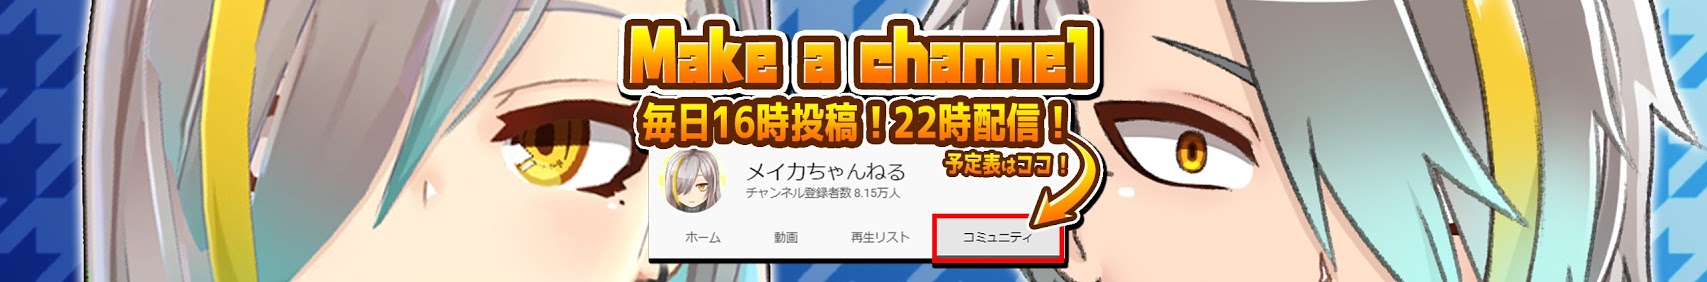 Make a channel
毎日16時投稿！22時配信！
予定表はココ！
メイカちゃんねる
チャンネル登録者数 8.15万人
ホーム 動画 再生リスト コミュニティ